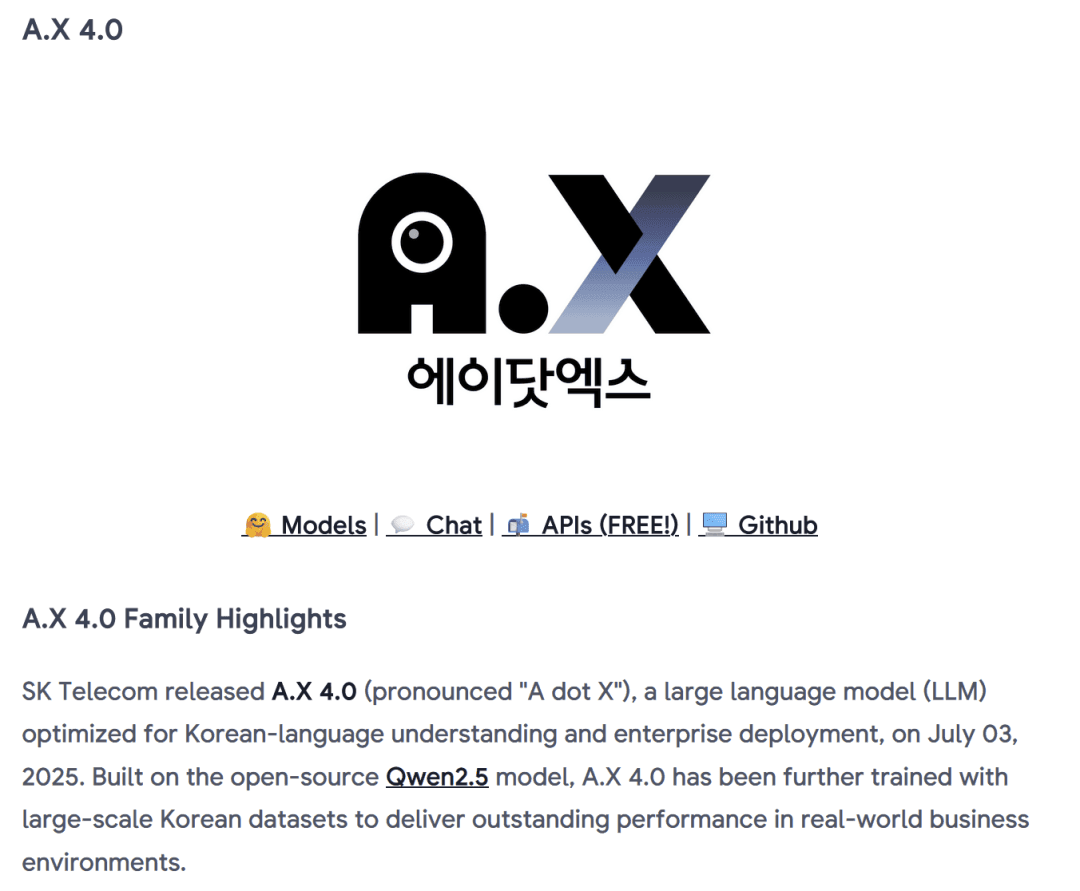 A.X 4.0
A.X
에이닷엑스
🤗 Models | 💬 Chat | 📬 APIs (FREE!) | 🖥️ Github
A.X 4.0 Family Highlights
SK Telecom released A.X 4.0 (pronounced "A dot X"), a large language model (LLM)
optimized for Korean-language understanding and enterprise deployment, on July 03,
2025. Built on the open-source Qwen2.5 model, A.X 4.0 has been further trained with
large-scale Korean datasets to deliver outstanding performance in real-world business
environments.